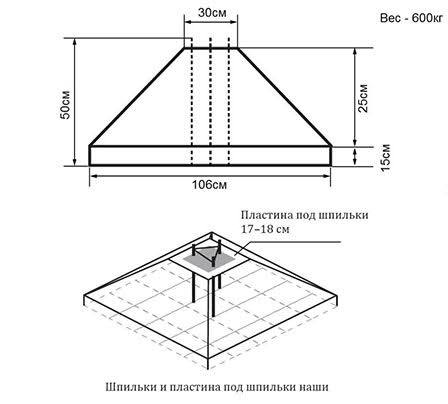 30см
Вес - 600кг
50см
25см
15см
106см
Пластина под шпильки
17–18 см
Шпильки и пластина под шпильки наши